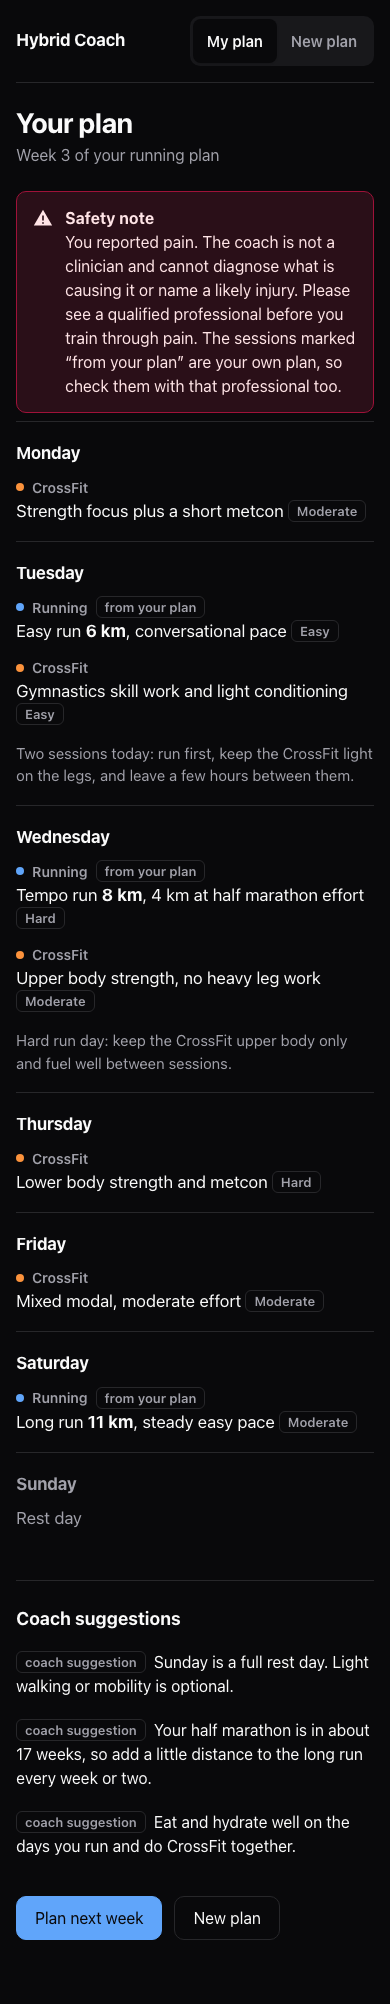 Hybrid Coach
My plan
New plan
Your plan
Week 3 of your running plan
Safety note
You reported pain. The coach is not a
clinician and cannot diagnose what is
causing it or name a likely injury. Please
see a qualified professional before you
train through pain. The sessions marked
“from your plan” are your own plan, so
check them with that professional too.
Monday
CrossFit
Strength focus plus a short metcon Moderate
Tuesday
Running from your plan
Easy run 6 km, conversational pace Easy
CrossFit
Gymnastics skill work and light conditioning
Easy
Two sessions today: run first, keep the CrossFit light
on the legs, and leave a few hours between them.
Wednesday
Running from your plan
Tempo run 8 km, 4 km at half marathon effort
Hard
CrossFit
Upper body strength, no heavy leg work
Moderate
Hard run day: keep the CrossFit upper body only
and fuel well between sessions.
Thursday
CrossFit
Lower body strength and metcon Hard
Friday
CrossFit
Mixed modal, moderate effort Moderate
Saturday
Running from your plan
Long run 11 km, steady easy pace Moderate
Sunday
Rest day
Coach suggestions
coach suggestion Sunday is a full rest day. Light
walking or mobility is optional.
coach suggestion Your half marathon is in about
17 weeks, so add a little distance to the long run
every week or two.
coach suggestion Eat and hydrate well on the
days you run and do CrossFit together.
Plan next week
New plan